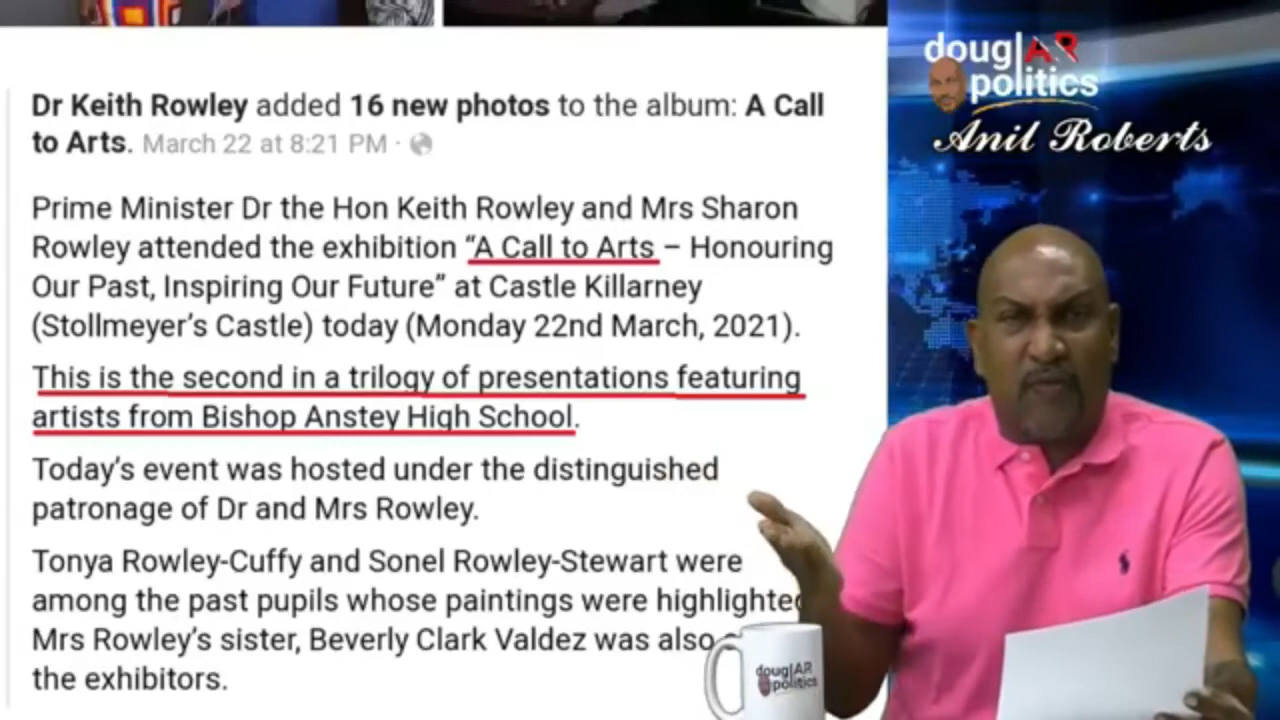 Dr Keith Rowley added 16 new photos to the album: A Call
to Arts. March 22 at 8:21 PM ·
Prime Minister Dr the Hon Keith Rowley and Mrs Sharon
Rowley attended the exhibition “A Call to Arts – Honouring
Our Past, Inspiring Our Future” at Castle Killarney
(Stollmeyer’s Castle) today (Monday 22nd March, 2021).
This is the second in a trilogy of presentations featuring
artists from Bishop Anstey High School.
Today’s event was hosted under the distinguished
patronage of Dr and Mrs Rowley.
Tonya Rowley-Cuffy and Sonel Rowley-Stewart were
among the past pupils whose paintings were highlighted
Mrs Rowley’s sister, Beverly Clark Valdez was also
the exhibitors.
douglAR
politics
Anil Roberts
douglAR
politics